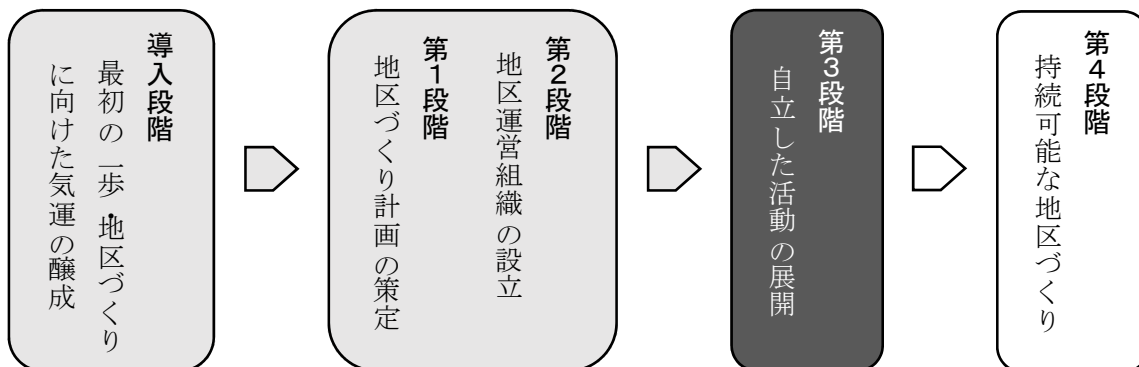 導入段階
最初の一歩・地区づくり
に向けた気運の醸成
第2段階
地区運営組織の設立
第1段階
地区づくり計画の策定
第3段階
自立した活動の展開
第4段階
持続可能な地区づくり